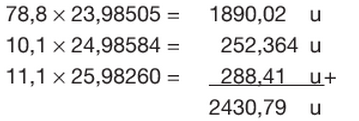 78,8 × 23,98505 = 1890,02 u
10,1 × 24,98584 = 252,364 u
11,1 × 25,98260 = 288,41 u+
2430,79 u